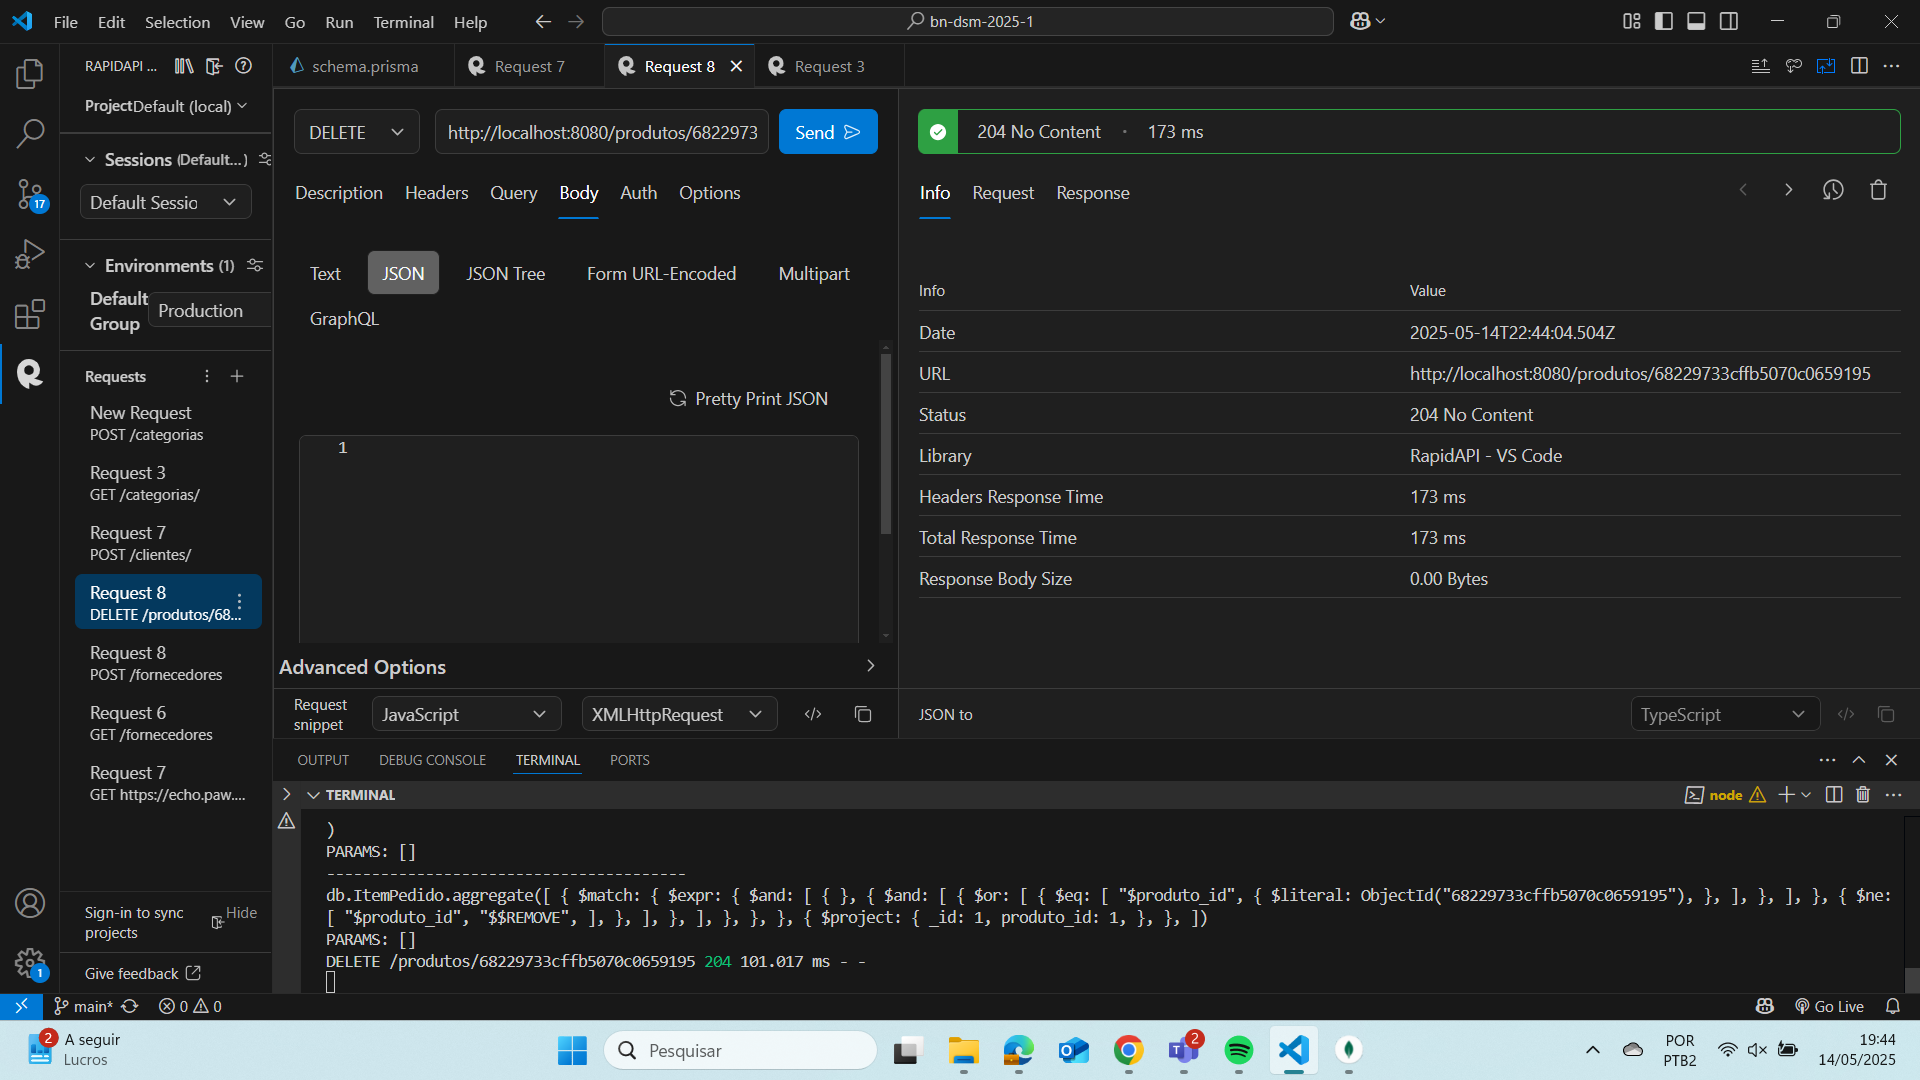 File Edit Selection View Go Run Terminal Help
bn-dsm-2025-1
RAPIDAPI ...
schema.prisma
Request 7
Request 8
Request 3
Project Default (local)
Sessions (Default...)
Default Sessio
Environments (1)
Default Group
Production
Requests
New Request
POST /categorias
Request 3
GET /categorias/
Request 7
POST /clientes/
Request 8
DELETE /produtos/68...
Request 8
POST /fornecedores
Request 6
GET /fornecedores
Request 7
GET https://echo.paw....
Sign-in to sync projects
Hide
Give feedback
17
1
DELETE
http://localhost:8080/produtos/6822973
Send
Description Headers Query Body Auth Options
Text JSON JSON Tree Form URL-Encoded Multipart
GraphQL
Pretty Print JSON
1
Advanced Options
Request snippet
JavaScript
XMLHttpRequest
204 No Content · 173 ms
Info Request Response
Info Value
Date 2025-05-14T22:44:04.504Z
URL http://localhost:8080/produtos/68229733cffb5070c0659195
Status 204 No Content
Library RapidAPI - VS Code
Headers Response Time 173 ms
Total Response Time 173 ms
Response Body Size 0.00 Bytes
JSON to
TypeScript
OUTPUT DEBUG CONSOLE TERMINAL PORTS
TERMINAL
node
)
PARAMS: []
----------------------------------------
db.ItemPedido.aggregate([ { $match: { $expr: { $and: [ { }, { $and: [ { $or: [ { $eq: [ "$produto_id", { $literal: ObjectId("68229733cffb5070c0659195"), }, ], }, ], }, { $ne:
[ "$produto_id", "$$REMOVE", ], }, ], }, ], }, }, }, { $project: { _id: 1, produto_id: 1, }, }, ])
PARAMS: []
DELETE /produtos/68229733cffb5070c0659195 204 101.017 ms - -
main* 0 0
Go Live
2
A seguir
Lucros
Pesquisar
2
POR
PTB2
19:44
14/05/2025